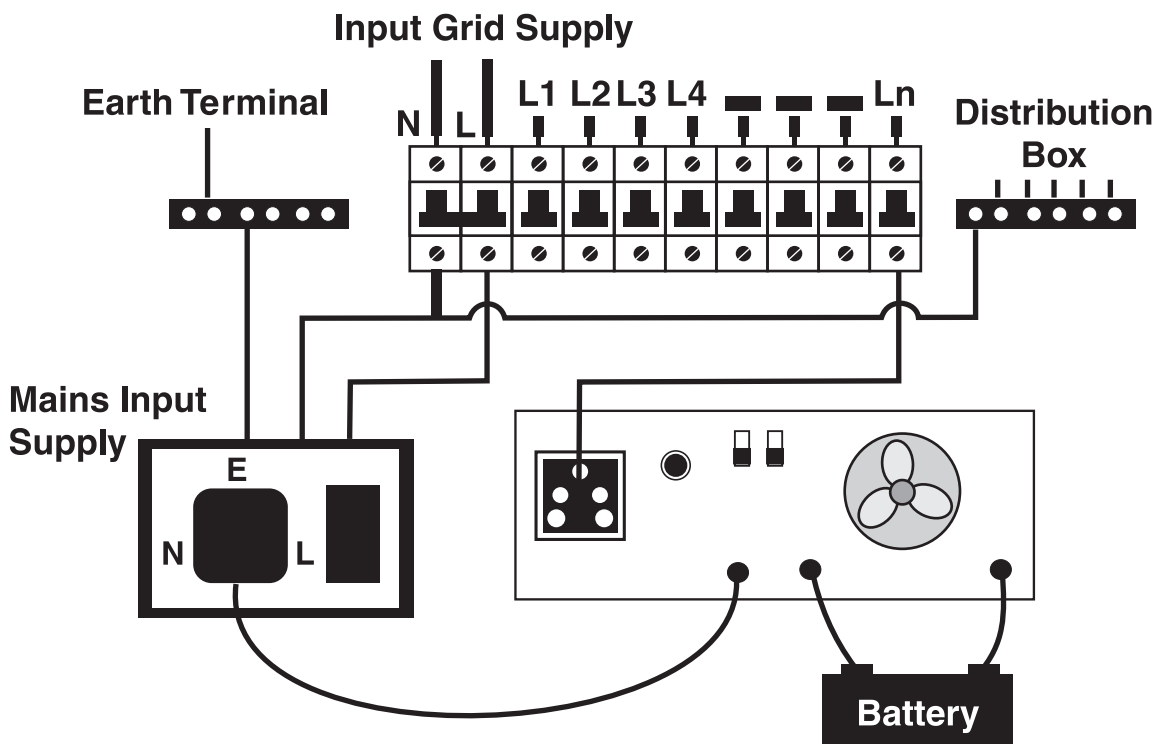 Input Grid Supply
Earth Terminal
N
L
L1
L2
L3
L4
Ln
Distribution
Box
Mains Input
Supply
E
N
L
Battery